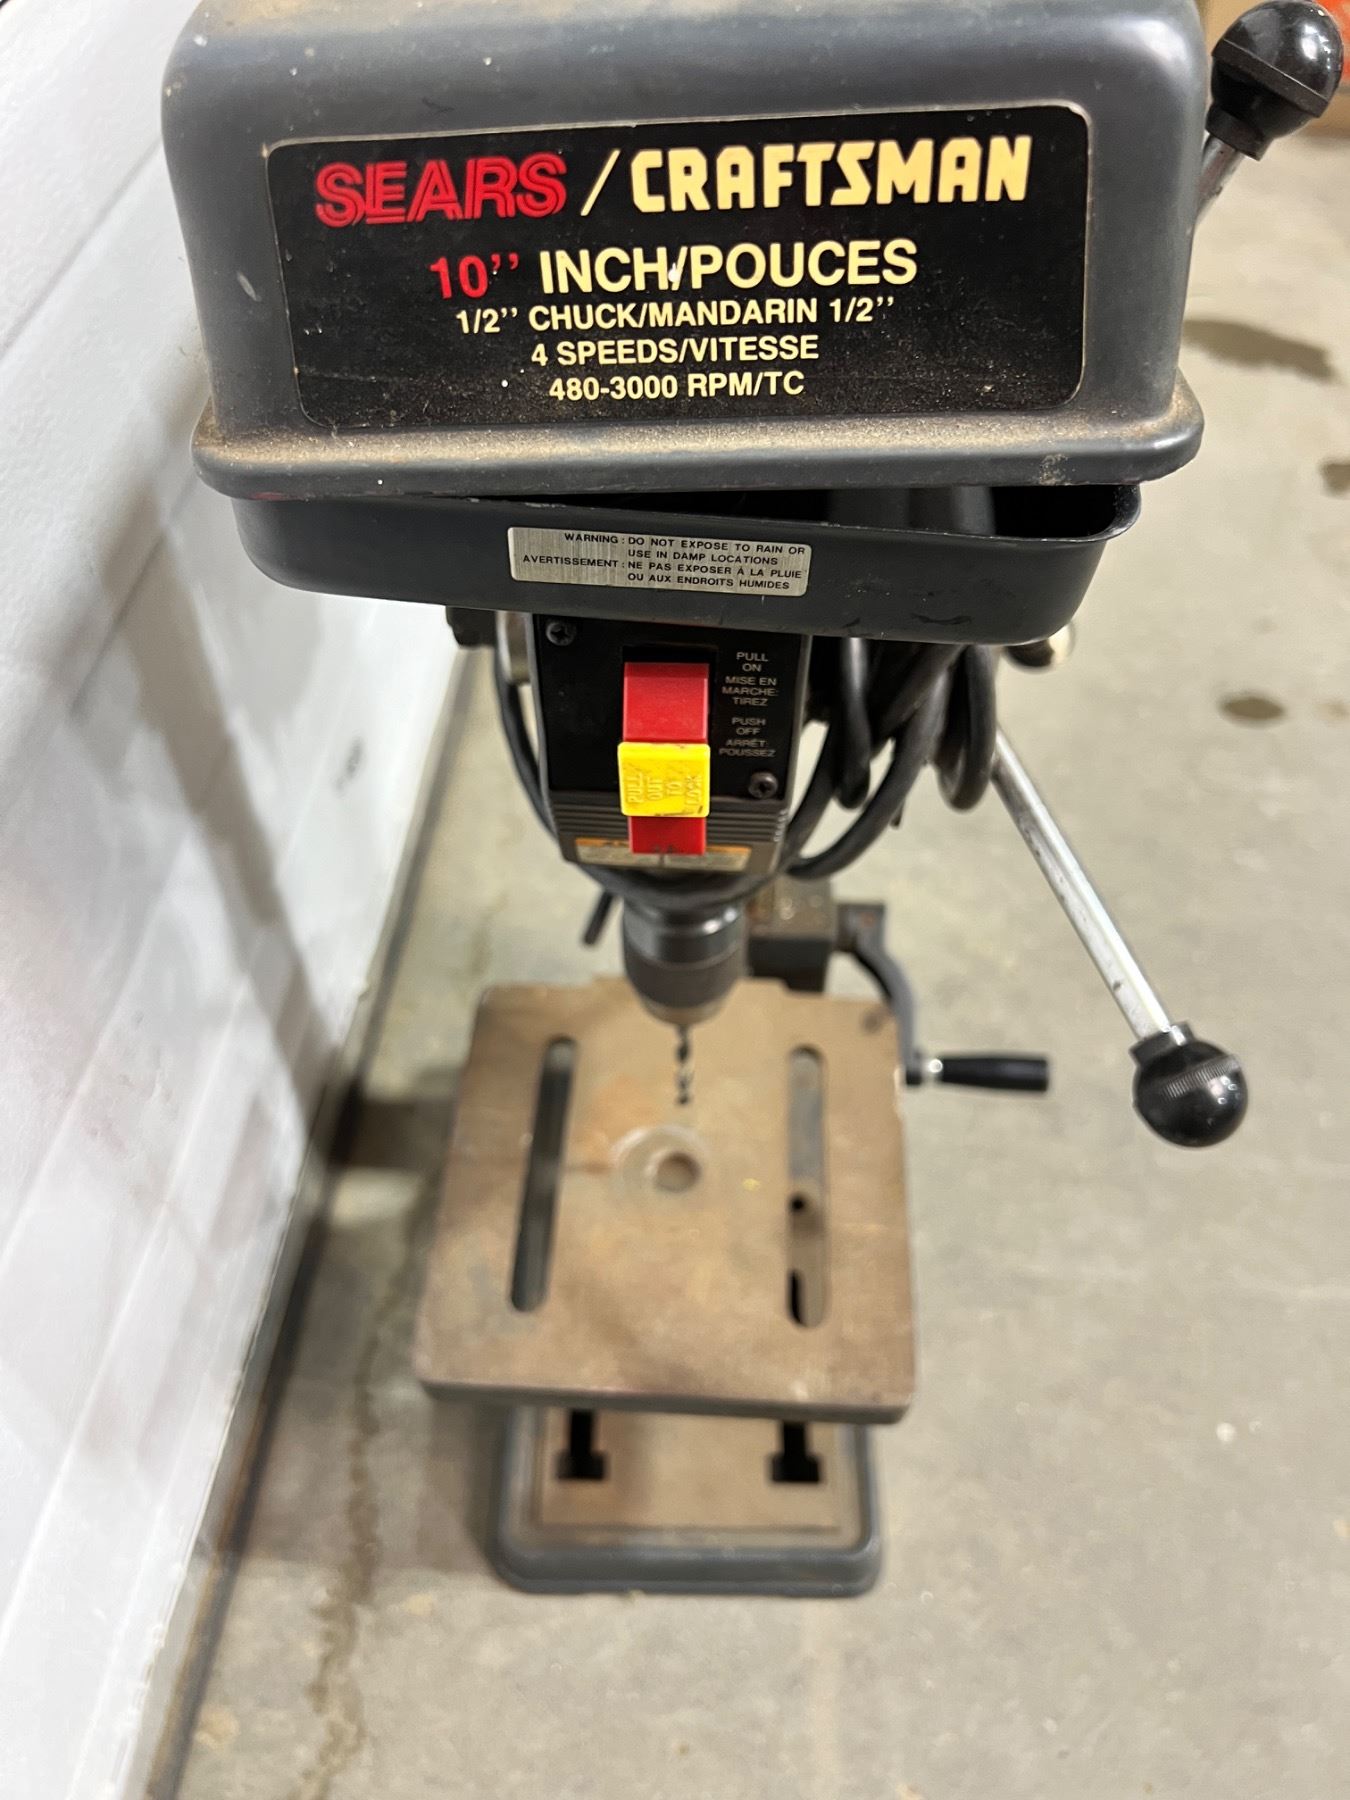 SEARS / CRAFTSMAN
10'' INCH/POUCES
1/2'' CHUCK/MANDARIN 1/2''
4 SPEEDS/VITESSE
480-3000 RPM/TC
WARNING : DO NOT EXPOSE TO RAIN OR
USE IN DAMP LOCATIONS
AVERTISSEMENT : NE PAS EXPOSER À LA PLUIE
OU AUX ENDROITS HUMIDES
PULL
ON
MISE EN
MARCHE:
TIREZ
PUSH
OFF
ARRÊT:
POUSSEZ
PULL
OUT
TO
LOCK